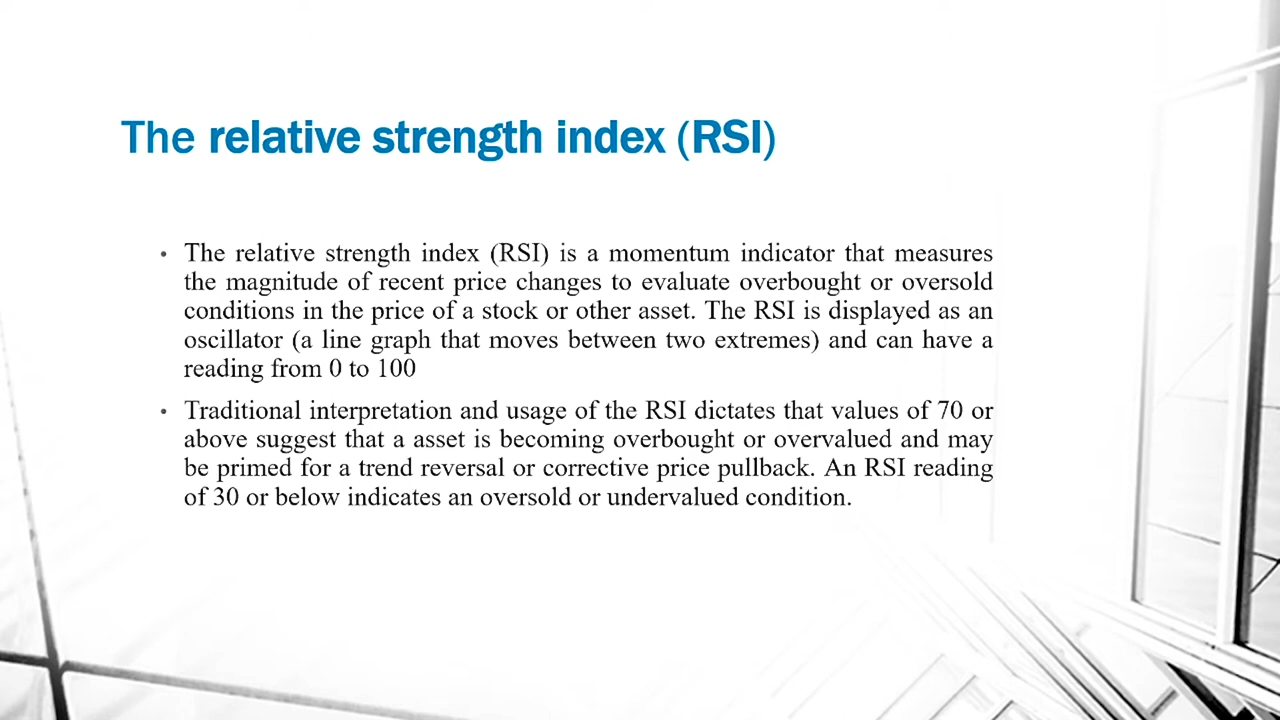 The relative strength index (RSI)
• The relative strength index (RSI) is a momentum indicator that measures
the magnitude of recent price changes to evaluate overbought or oversold
conditions in the price of a stock or other asset. The RSI is displayed as an
oscillator (a line graph that moves between two extremes) and can have a
reading from 0 to 100
• Traditional interpretation and usage of the RSI dictates that values of 70 or
above suggest that a asset is becoming overbought or overvalued and may
be primed for a trend reversal or corrective price pullback. An RSI reading
of 30 or below indicates an oversold or undervalued condition.